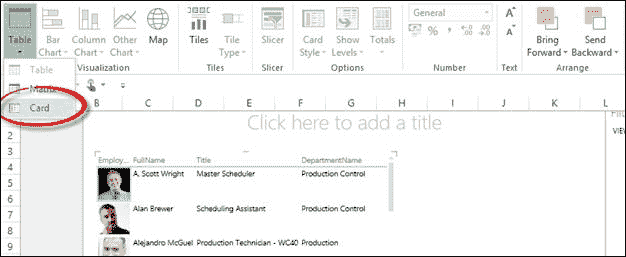 Table
Bar Chart
Column Chart
Other Chart
Map
Tiles
Tile Type
Slicer
Card Style
Show Levels
Totals
General
$ % ,
Bring Forward
Send Backward
Visualization
Tiles
Slicer
Options
Number
Text
Arrange
Table
Matrix
Card
B C D E F G H I J K L
Click here to add a title
VIEW
2
3
4
5
6
7
8
9
Employ... FullName Title DepartmentName
A. Scott Wright Master Scheduler Production Control
Alan Brewer Scheduling Assistant Production Control
Alejandro McGuel Production Technician - WC40 Production